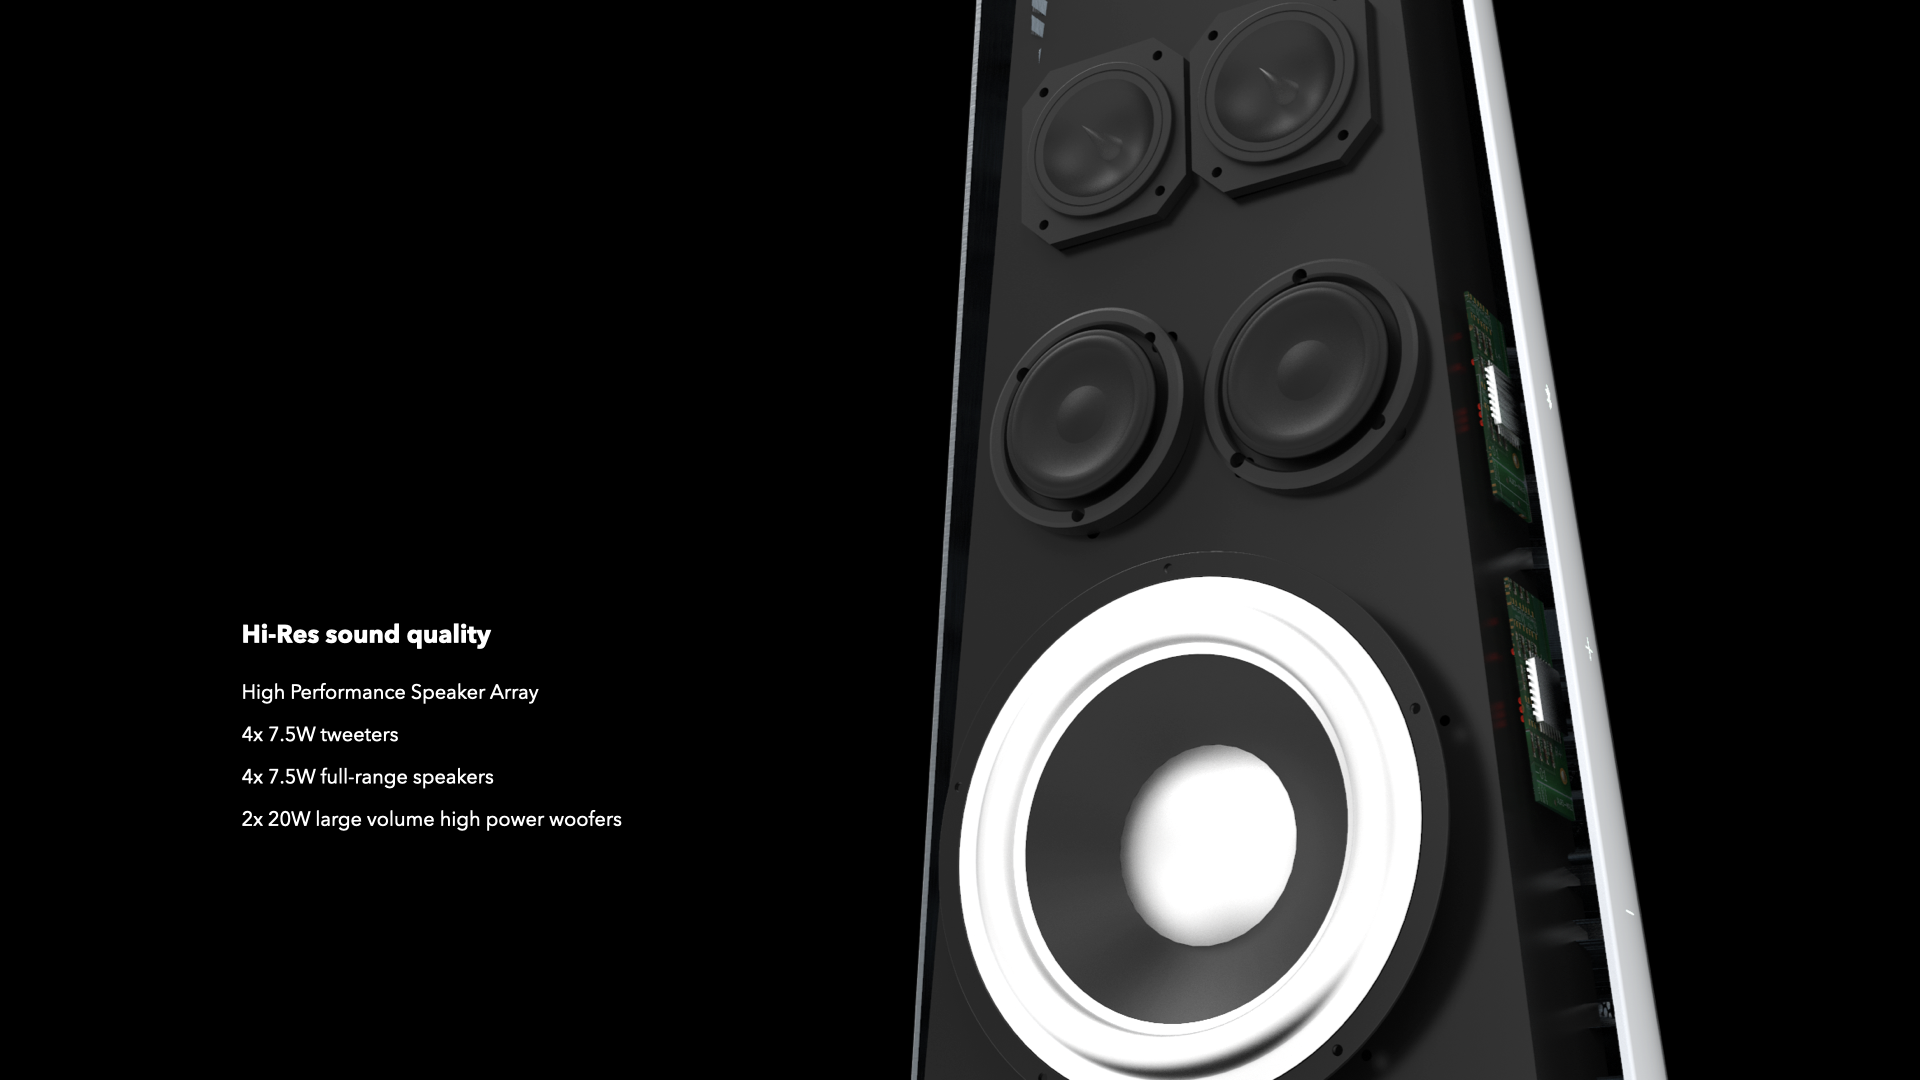 Hi-Res sound quality
High Performance Speaker Array
4x 7.5W tweeters
4x 7.5W full-range speakers
2x 20W large volume high power woofers